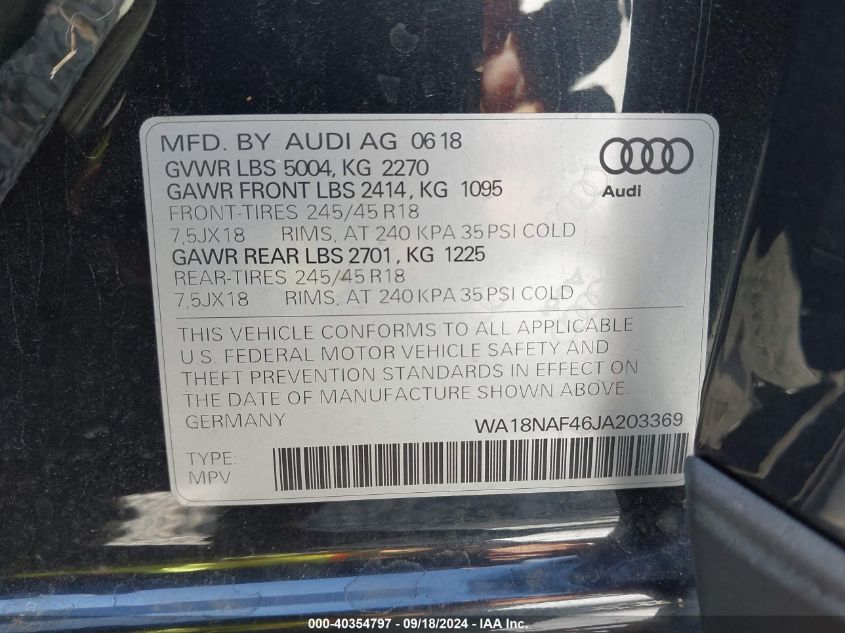 MFD. BY AUDI AG 06 18
GVWR LBS 5004, KG 2270
GAWR FRONT LBS 2414, KG 1095
FRONT-TIRES 245/45 R18
7,5JX18 RIMS, AT 240 KPA 35 PSI COLD
GAWR REAR LBS 2701, KG 1225
REAR-TIRES 245/45 R18
7,5JX18 RIMS, AT 240 KPA 35 PSI COLD
Audi
THIS VEHICLE CONFORMS TO ALL APPLICABLE
U.S. FEDERAL MOTOR VEHICLE SAFETY AND
THEFT PREVENTION STANDARDS IN EFFECT ON
THE DATE OF MANUFACTURE SHOWN ABOVE.
GERMANY WA18NAF46JA203369
TYPE:
MPV
000-40354797 - 09/18/2024 - IAA, Inc.